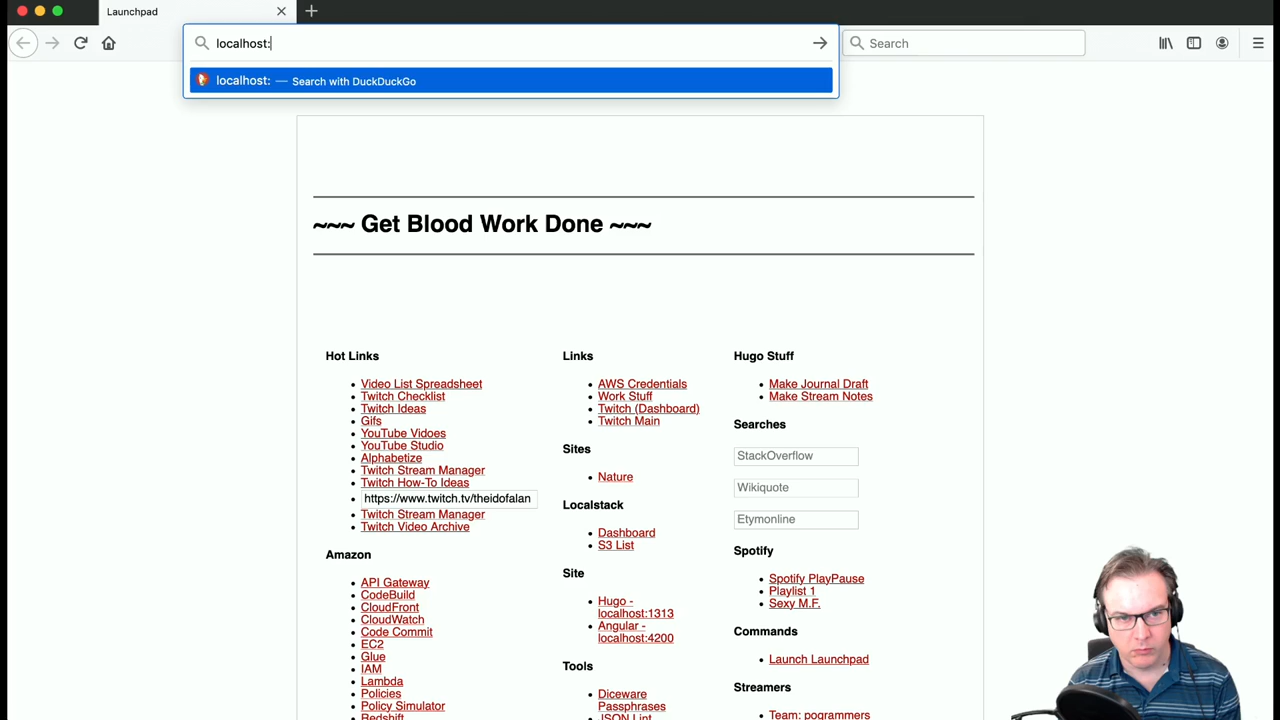 Launchpad
localhost:
Search
localhost: — Search with DuckDuckGo
~~~ Get Blood Work Done ~~~
Hot Links
Video List Spreadsheet
Twitch Checklist
Twitch Ideas
Gifs
YouTube Vidoes
YouTube Studio
Alphabetize
Twitch Stream Manager
Twitch How-To Ideas
https://www.twitch.tv/theidofalan
Twitch Stream Manager
Twitch Video Archive
Amazon
API Gateway
CodeBuild
CloudFront
CloudWatch
Code Commit
EC2
Glue
IAM
Lambda
Policies
Policy Simulator
Redshift
Links
AWS Credentials
Work Stuff
Twitch (Dashboard)
Twitch Main
Sites
Nature
Localstack
Dashboard
S3 List
Site
Hugo -
localhost:1313
Angular -
localhost:4200
Tools
Diceware
Passphrases
JSON Lint
Hugo Stuff
Make Journal Draft
Make Stream Notes
Searches
StackOverflow
Wikiquote
Etymonline
Spotify
Spotify PlayPause
Playlist 1
Sexy M.F.
Commands
Launch Launchpad
Streamers
Team: pogrammers